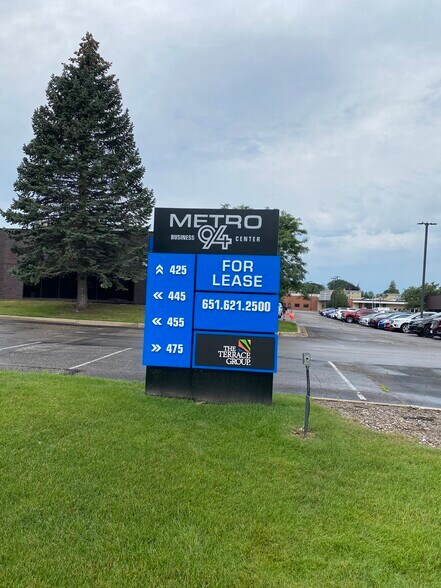 METRO
BUSINESS 94 CENTER
425
445
455
475
FOR
LEASE
651.621.2500
THE
TERRACE
GROUP.